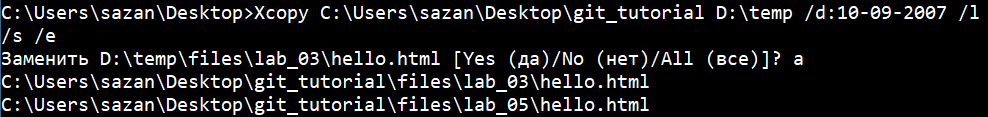 C:\Users\sazan\Desktop>Xcopy C:\Users\sazan\Desktop\git_tutorial D:\temp /d:10-09-2007 /l
/s /e
Заменить D:\temp\files\lab_03\hello.html [Yes (да)/No (нет)/All (все)]? a
C:\Users\sazan\Desktop\git_tutorial\files\lab_03\hello.html
C:\Users\sazan\Desktop\git_tutorial\files\lab_05\hello.html